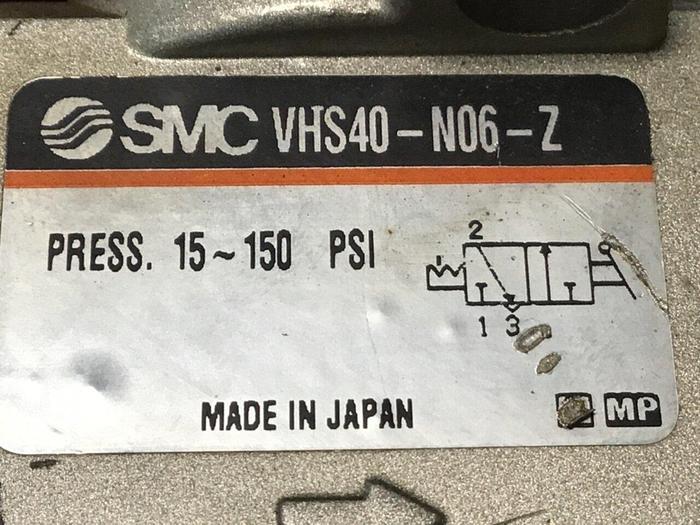 SMC VHS40-N06-Z
PRESS. 15~150 PSI
2
1 3
MADE IN JAPAN
MP